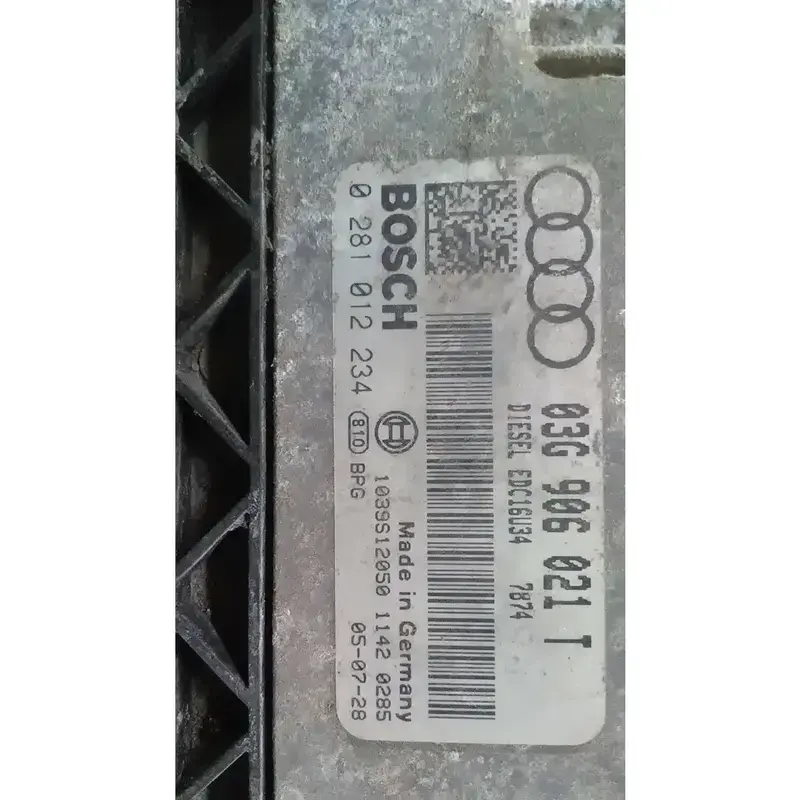 03G 906 021 T
DIESEL EDC16U34 7874
BOSCH
Made in Germany
0 281 012 234
810 BPG
1039S12050 1142 0285
05-07-28